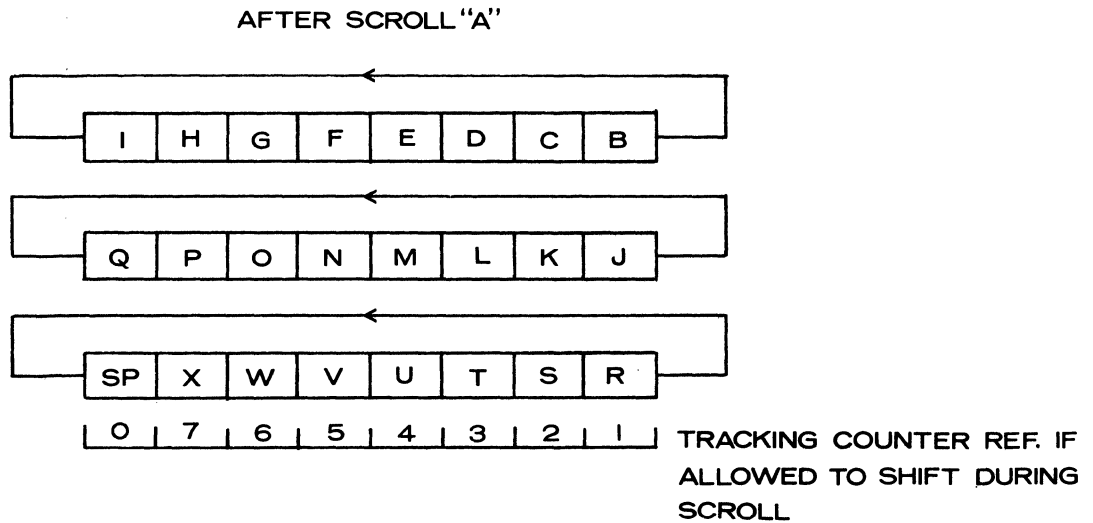 AFTER SCROLL "A"
I H G F E D C B
Q P O N M L K J
SP X W V U T S R
0 7 6 5 4 3 2 1
TRACKING COUNTER REF. IF
ALLOWED TO SHIFT DURING
SCROLL